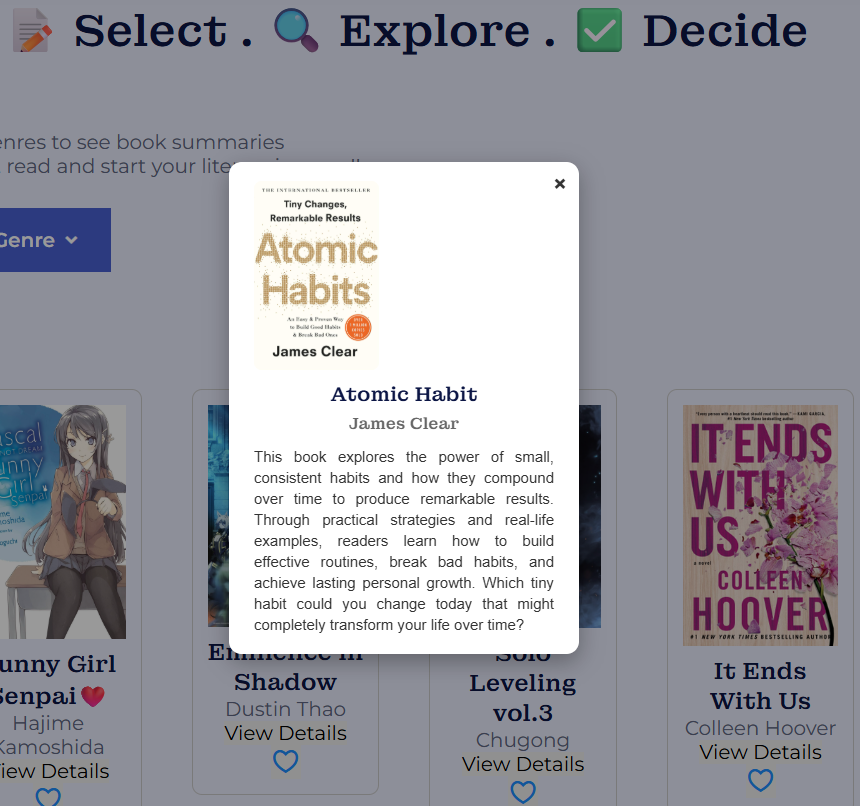 Select . Explore . Decide
enres to see book summaries
read and start your lite
Genre
THE INTERNATIONAL BESTSELLER
Tiny Changes,
Remarkable Results
Atomic
Habits
An Easy & Proven Way
to Build Good Habits
& Break Bad Ones
James Clear
Atomic Habit
James Clear
This book explores the power of small,
consistent habits and how they compound
over time to produce remarkable results.
Through practical strategies and real-life
examples, readers learn how to build
effective routines, break bad habits, and
achieve lasting personal growth. Which tiny
habit could you change today that might
completely transform your life over time?
ascal
NOT DREAM
unny
Girl
Senpai
unny Girl
Senpai
Hajime
Kamoshida
iew Details
Eminence in
Shadow
Dustin Thao
View Details
Solo
Leveling
vol.3
Chugong
View Details
IT ENDS
WITH
US
a novel
COLLEEN
HOOVER
#1 NEW YORK TIMES BESTSELLING AUTHOR
It Ends
With Us
Colleen Hoover
View Details